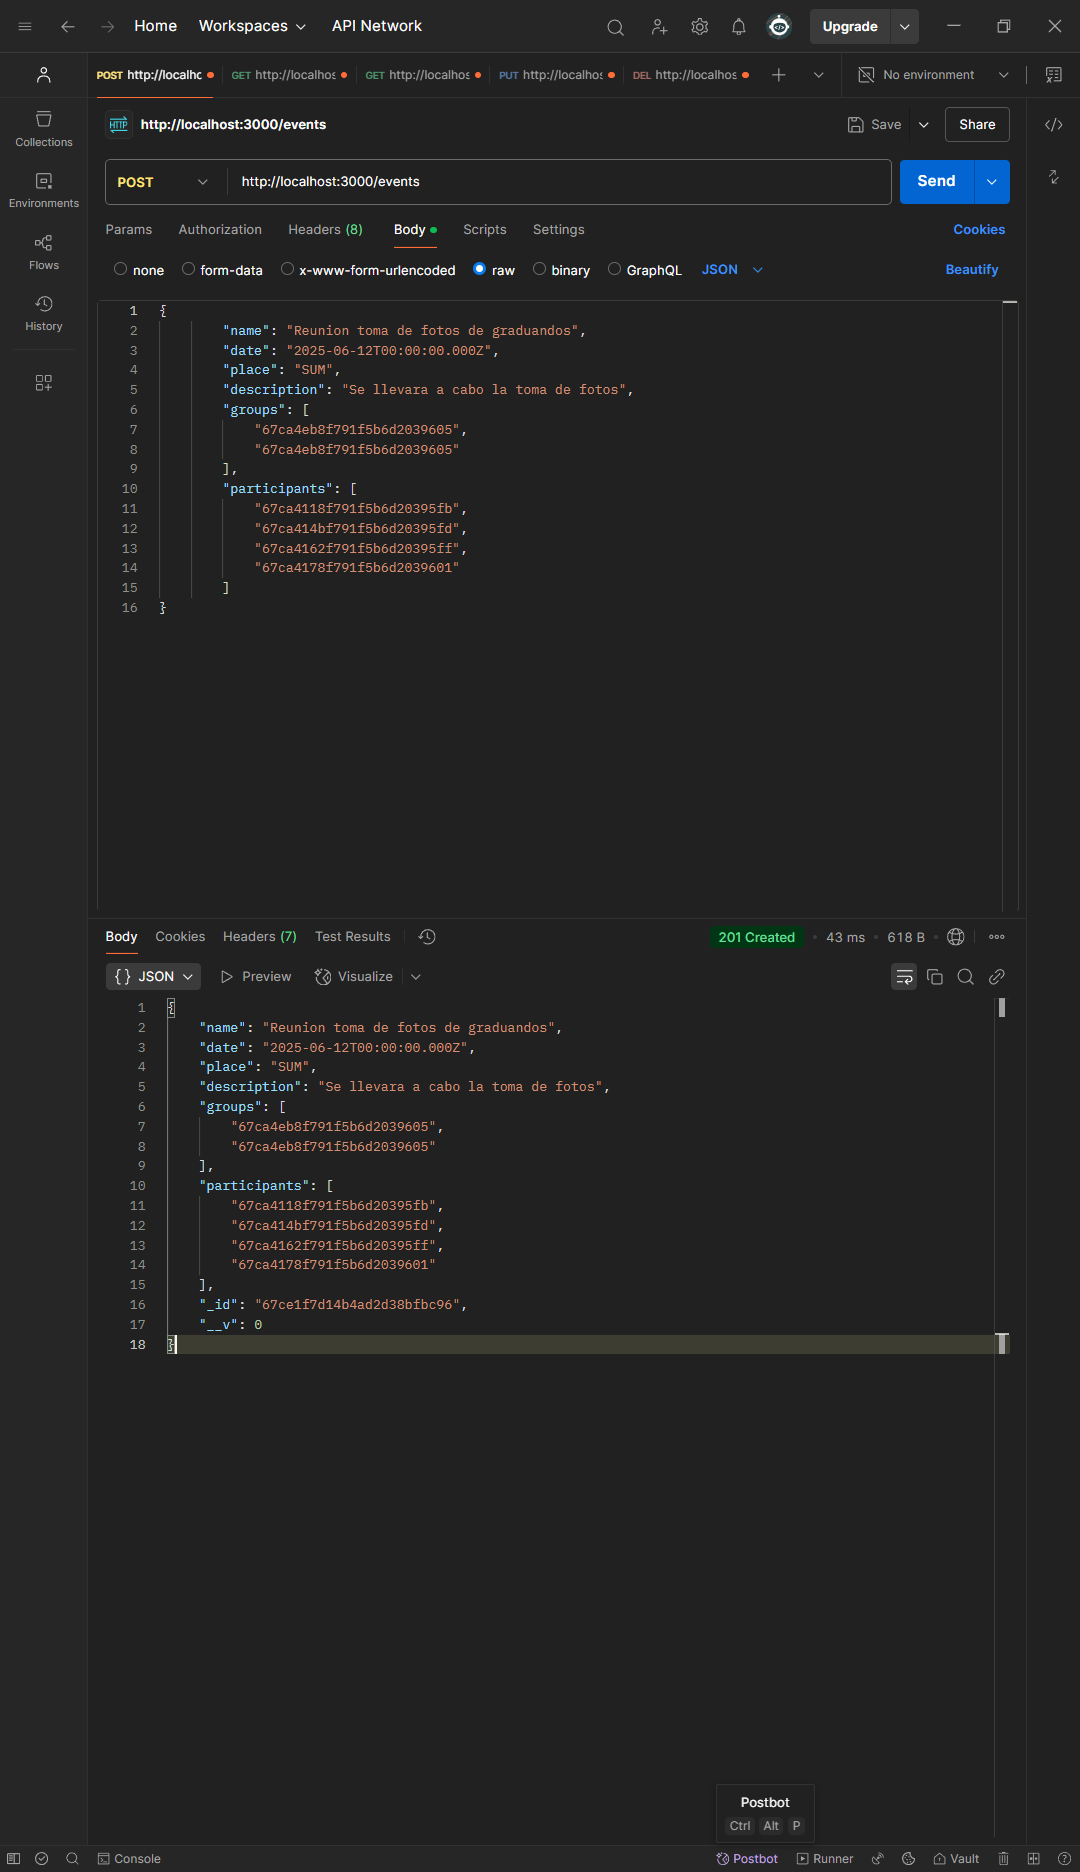 Home Workspaces API Network Upgrade
POST http://localhc GET http://localhos GET http://localhos PUT http://localhos DEL http://localhos No environment
Collections
Environments
Flows
History
HTTP http://localhost:3000/events Save Share
POST http://localhost:3000/events Send
Params Authorization Headers (8) Body Scripts Settings Cookies
none form-data x-www-form-urlencoded raw binary GraphQL JSON Beautify
1 {
2 "name": "Reunion toma de fotos de graduandos",
3 "date": "2025-06-12T00:00:00.000Z",
4 "place": "SUM",
5 "description": "Se llevara a cabo la toma de fotos",
6 "groups": [
7 "67ca4eb8f791f5b6d2039605",
8 "67ca4eb8f791f5b6d2039605"
9 ],
10 "participants": [
11 "67ca4118f791f5b6d20395fb",
12 "67ca414bf791f5b6d20395fd",
13 "67ca4162f791f5b6d20395ff",
14 "67ca4178f791f5b6d2039601"
15 ]
16 }
Body Cookies Headers (7) Test Results 201 Created 43 ms 618 B
{} JSON Preview Visualize
1 {
2 "name": "Reunion toma de fotos de graduandos",
3 "date": "2025-06-12T00:00:00.000Z",
4 "place": "SUM",
5 "description": "Se llevara a cabo la toma de fotos",
6 "groups": [
7 "67ca4eb8f791f5b6d2039605",
8 "67ca4eb8f791f5b6d2039605"
9 ],
10 "participants": [
11 "67ca4118f791f5b6d20395fb",
12 "67ca414bf791f5b6d20395fd",
13 "67ca4162f791f5b6d20395ff",
14 "67ca4178f791f5b6d2039601"
15 ],
16 "_id": "67ce1f7d14b4ad2d38bfbc96",
17 "__v": 0
18 }
Postbot
Ctrl Alt P
Console Postbot Runner Vault